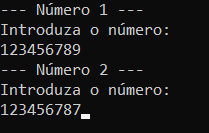 --- Número 1 ---
Introduza o número:
123456789
--- Número 2 ---
Introduza o número:
123456787